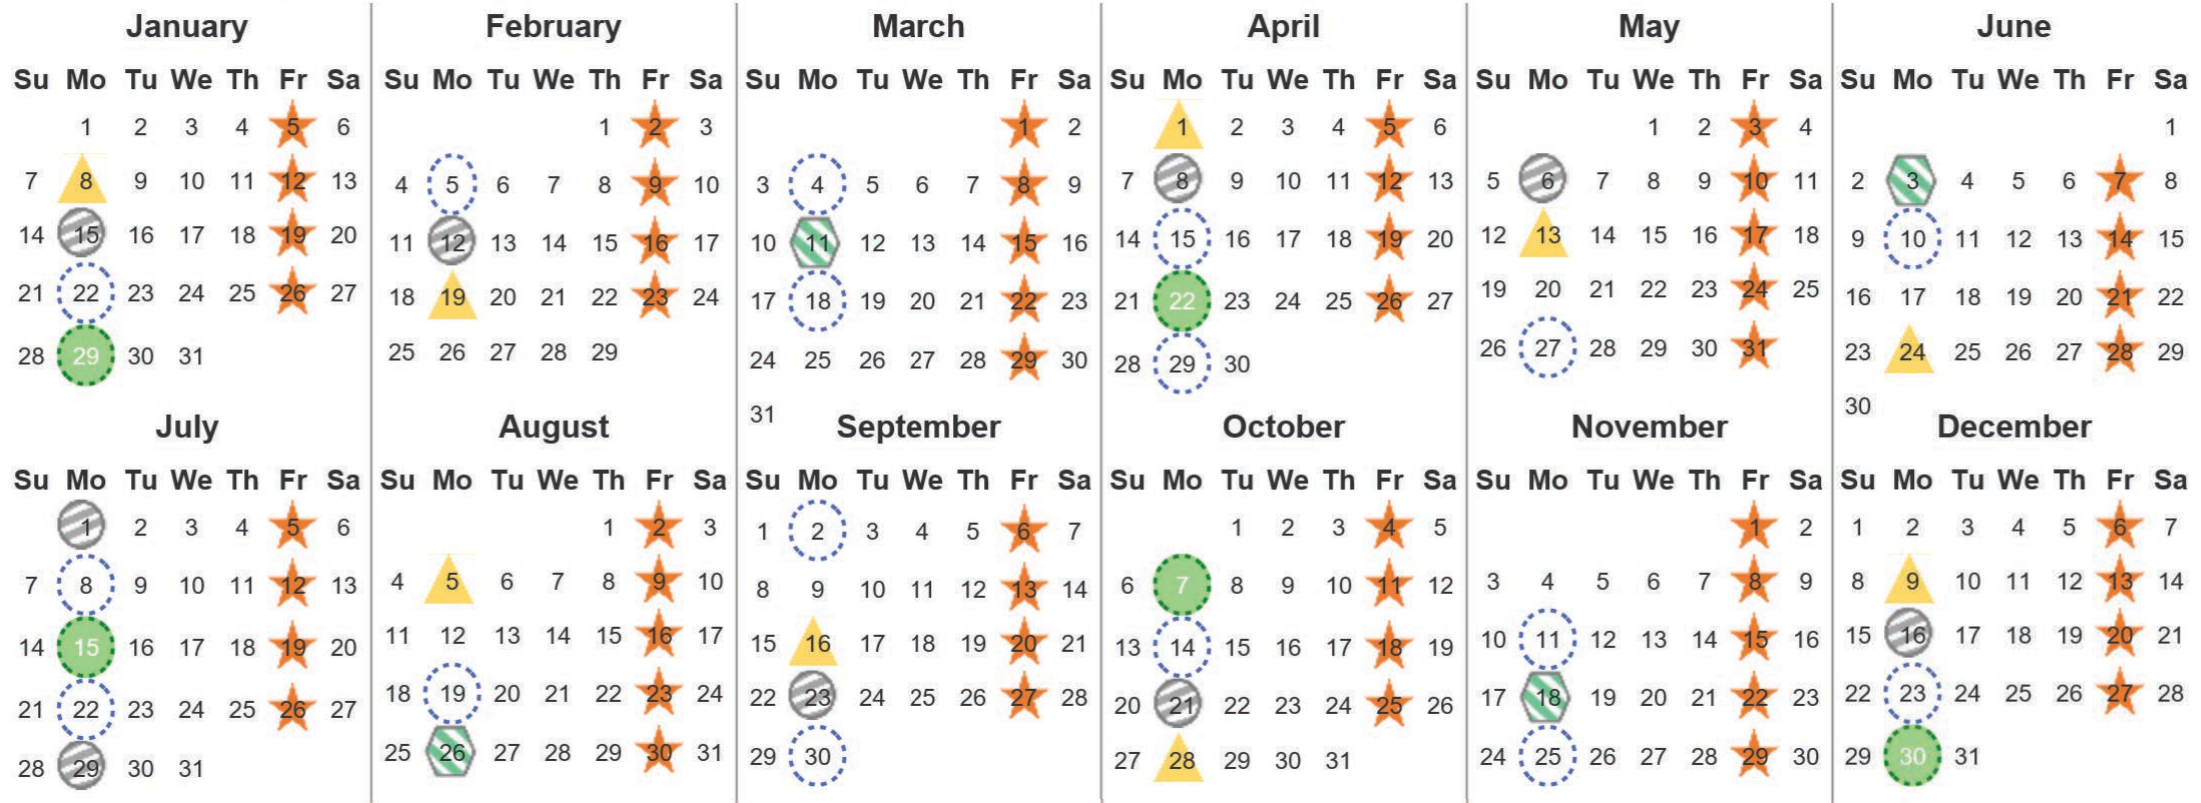 January
Su Mo Tu We Th Fr Sa
1 2 3 4 5 6
7 8 9 10 11 12 13
14 15 16 17 18 19 20
21 22 23 24 25 26 27
28 29 30 31
February
Su Mo Tu We Th Fr Sa
1 2 3
4 5 6 7 8 9 10
11 12 13 14 15 16 17
18 19 20 21 22 23 24
25 26 27 28 29
March
Su Mo Tu We Th Fr Sa
1 2
3 4 5 6 7 8 9
10 11 12 13 14 15 16
17 18 19 20 21 22 23
24 25 26 27 28 29 30
31
April
Su Mo Tu We Th Fr Sa
1 2 3 4 5 6
7 8 9 10 11 12 13
14 15 16 17 18 19 20
21 22 23 24 25 26 27
28 29 30
May
Su Mo Tu We Th Fr Sa
1 2 3 4
5 6 7 8 9 10 11
12 13 14 15 16 17 18
19 20 21 22 23 24 25
26 27 28 29 30 31
June
Su Mo Tu We Th Fr Sa
1
2 3 4 5 6 7 8
9 10 11 12 13 14 15
16 17 18 19 20 21 22
23 24 25 26 27 28 29
30
July
Su Mo Tu We Th Fr Sa
1 2 3 4 5 6
7 8 9 10 11 12 13
14 15 16 17 18 19 20
21 22 23 24 25 26 27
28 29 30 31
August
Su Mo Tu We Th Fr Sa
1 2 3
4 5 6 7 8 9 10
11 12 13 14 15 16 17
18 19 20 21 22 23 24
25 26 27 28 29 30 31
September
Su Mo Tu We Th Fr Sa
1 2 3 4 5 6 7
8 9 10 11 12 13 14
15 16 17 18 19 20 21
22 23 24 25 26 27 28
29 30
October
Su Mo Tu We Th Fr Sa
1 2 3 4 5
6 7 8 9 10 11 12
13 14 15 16 17 18 19
20 21 22 23 24 25 26
27 28 29 30 31
November
Su Mo Tu We Th Fr Sa
1 2
3 4 5 6 7 8 9
10 11 12 13 14 15 16
17 18 19 20 21 22 23
24 25 26 27 28 29 30
December
Su Mo Tu We Th Fr Sa
1 2 3 4 5 6 7
8 9 10 11 12 13 14
15 16 17 18 19 20 21
22 23 24 25 26 27 28
29 30 31